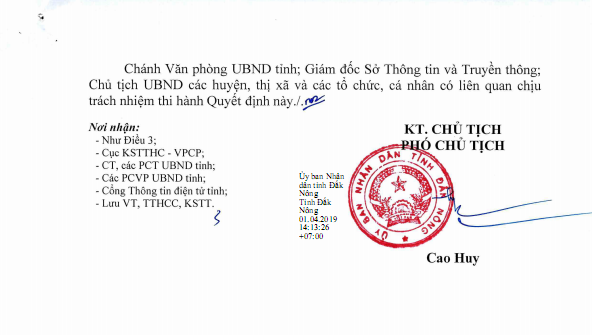 Chánh Văn phòng UBND tỉnh; Giám đốc Sở Thông tin và Truyền thông;
Chủ tịch UBND các huyện, thị xã và các tổ chức, cá nhân có liên quan chịu
trách nhiệm thi hành Quyết định này./.
Nơi nhận:
- Như Điều 3;
- Cục KSTTHC - VPCP;
- CT, các PCT UBND tỉnh;
- Các PCVP UBND tỉnh;
- Cổng Thông tin điện tử tỉnh;
- Lưu VT, TTHCC, KSTT.
3
KT. CHỦ TỊCH
PHÓ CHỦ TỊCH
Ủy ban Nhân
dân tỉnh Đắk
Nông
Tỉnh Đắk
Nông
01.04.2019
14:13:26
+07:00
ỦY BAN NHÂN DÂN TỈNH ĐẮK NÔNG
Cao Huy